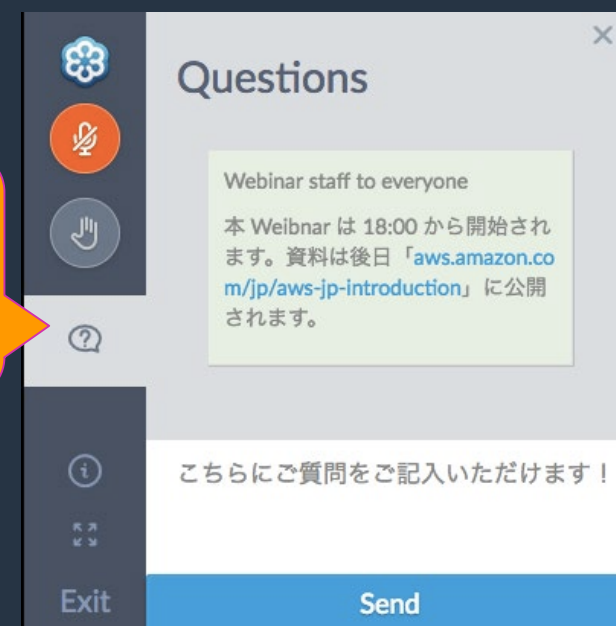 Questions
Webinar staff to everyone
本 Weibnar は 18:00 から開始され
ます。資料は後日「aws.amazon.co
m/jp/aws-jp-introduction」に公開
されます。
こちらにご質問をご記入いただけます！
Exit
Send